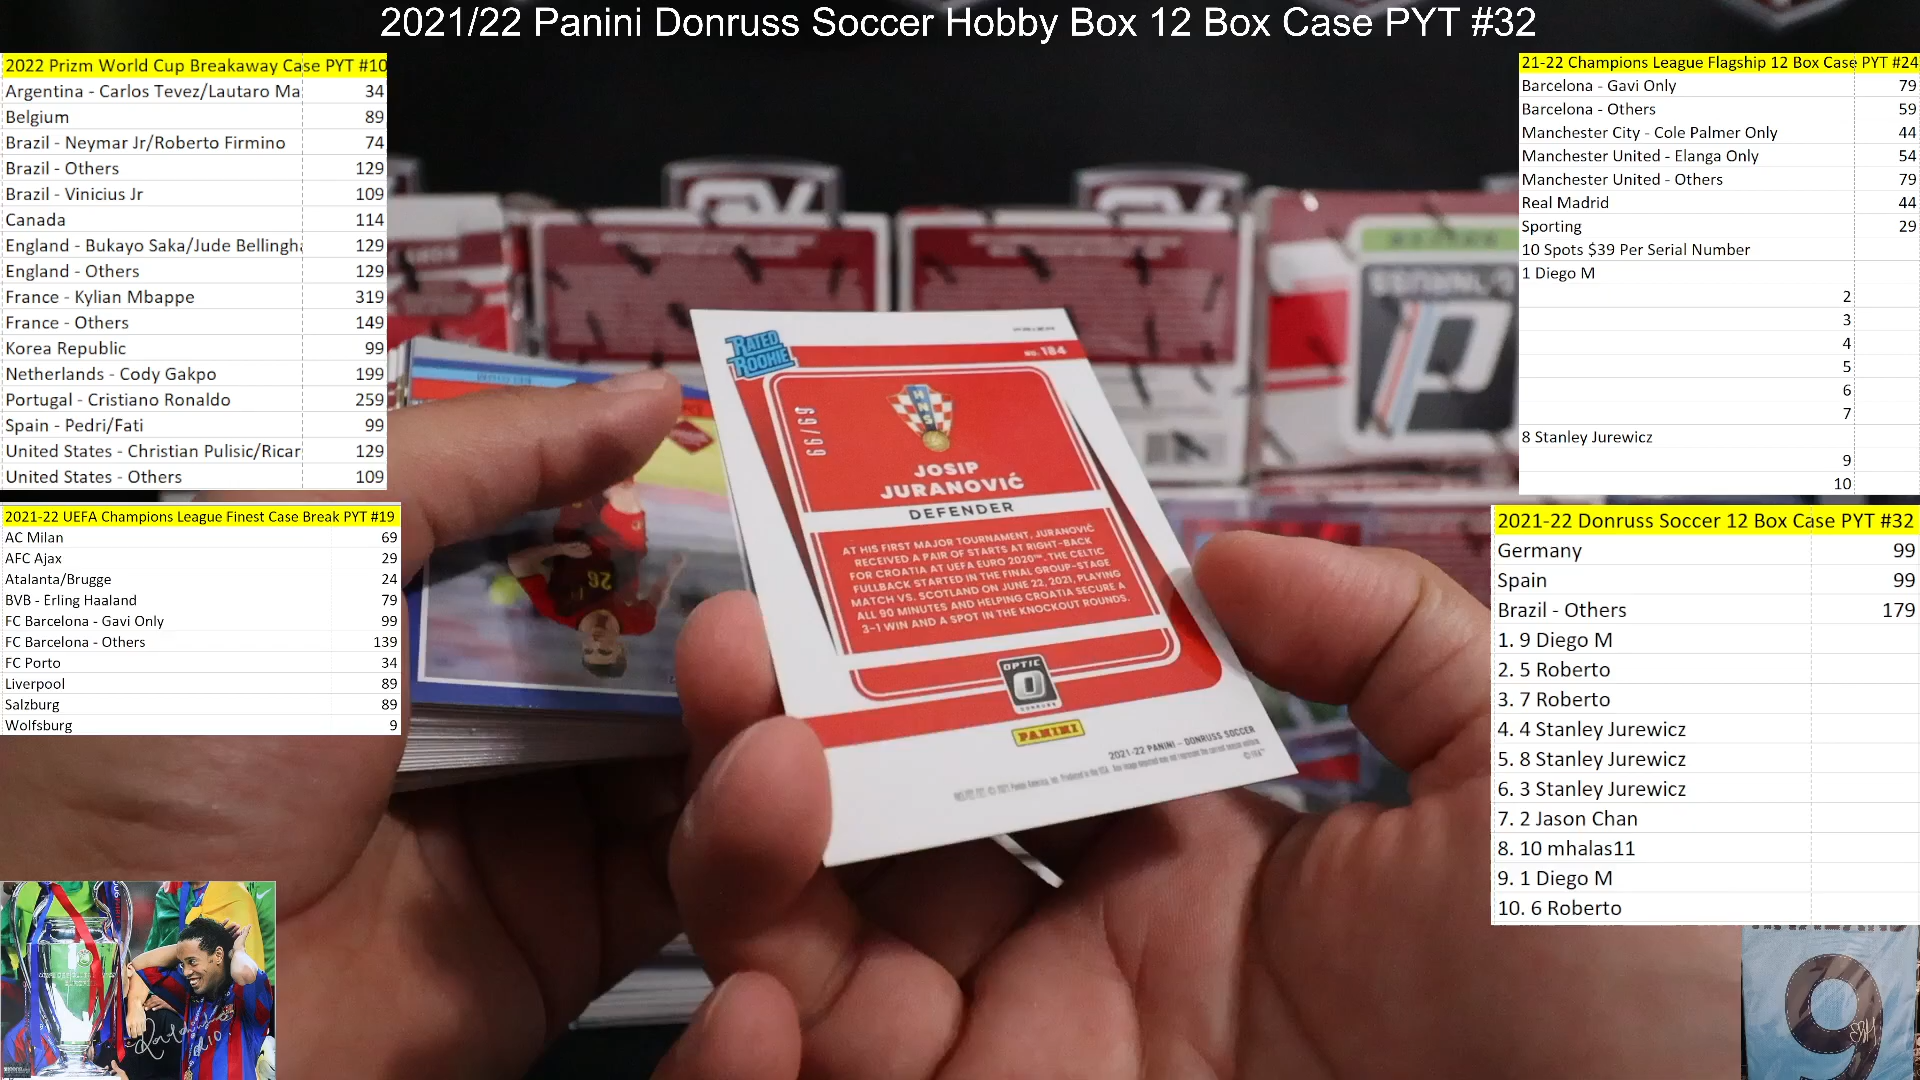 2021/22 Panini Donruss Soccer Hobby Box 12 Box Case PYT #32
2022 Prizm World Cup Breakaway Case PYT #10
Argentina - Carlos Tevez/Lautaro Ma 34
Belgium 89
Brazil - Neymar Jr/Roberto Firmino 74
Brazil - Others 129
Brazil - Vinicius Jr 109
Canada 114
England - Bukayo Saka/Jude Bellingh 129
England - Others 129
France - Kylian Mbappe 319
France - Others 149
Korea Republic 99
Netherlands - Cody Gakpo 199
Portugal - Cristiano Ronaldo 259
Spain - Pedri/Fati 99
United States - Christian Pulisic/Ricar 129
United States - Others 109
2021-22 UEFA Champions League Finest Case Break PYT #19
AC Milan 69
AFC Ajax 29
Atalanta/Brugge 24
BVB - Erling Haaland 79
FC Barcelona - Gavi Only 99
FC Barcelona - Others 139
FC Porto 34
Liverpool 89
Salzburg 89
Wolfsburg 9
RATED
ROOKIE
PRIZM
NO. 184
HNS
JOSIP
JURANOVIĆ
DEFENDER
AT HIS FIRST MAJOR TOURNAMENT, JURANOVIĆ
RECEIVED A PAIR OF STARTS AT RIGHT-BACK
FOR CROATIA AT UEFA EURO 2020™. THE CELTIC
FULLBACK STARTED IN THE FINAL GROUP-STAGE
MATCH VS. SCOTLAND ON JUNE 22, 2021, PLAYING
ALL 90 MINUTES AND HELPING CROATIA SECURE A
3-1 WIN AND A SPOT IN THE KNOCKOUT ROUNDS.
OPTIC
DONRUSS
PANINI
2021-22 PANINI - DONRUSS SOCCER
26
21-22 Champions League Flagship 12 Box Case PYT #24
Barcelona - Gavi Only 79
Barcelona - Others 59
Manchester City - Cole Palmer Only 44
Manchester United - Elanga Only 54
Manchester United - Others 79
Real Madrid 44
Sporting 29
10 Spots $39 Per Serial Number
1 Diego M
2
3
4
5
6
7
8 Stanley Jurewicz
9
10
2021-22 Donruss Soccer 12 Box Case PYT #32
Germany 99
Spain 99
Brazil - Others 179
1. 9 Diego M
2. 5 Roberto
3. 7 Roberto
4. 4 Stanley Jurewicz
5. 8 Stanley Jurewicz
6. 3 Stanley Jurewicz
7. 2 Jason Chan
8. 10 mhalas11
9. 1 Diego M
10. 6 Roberto
9